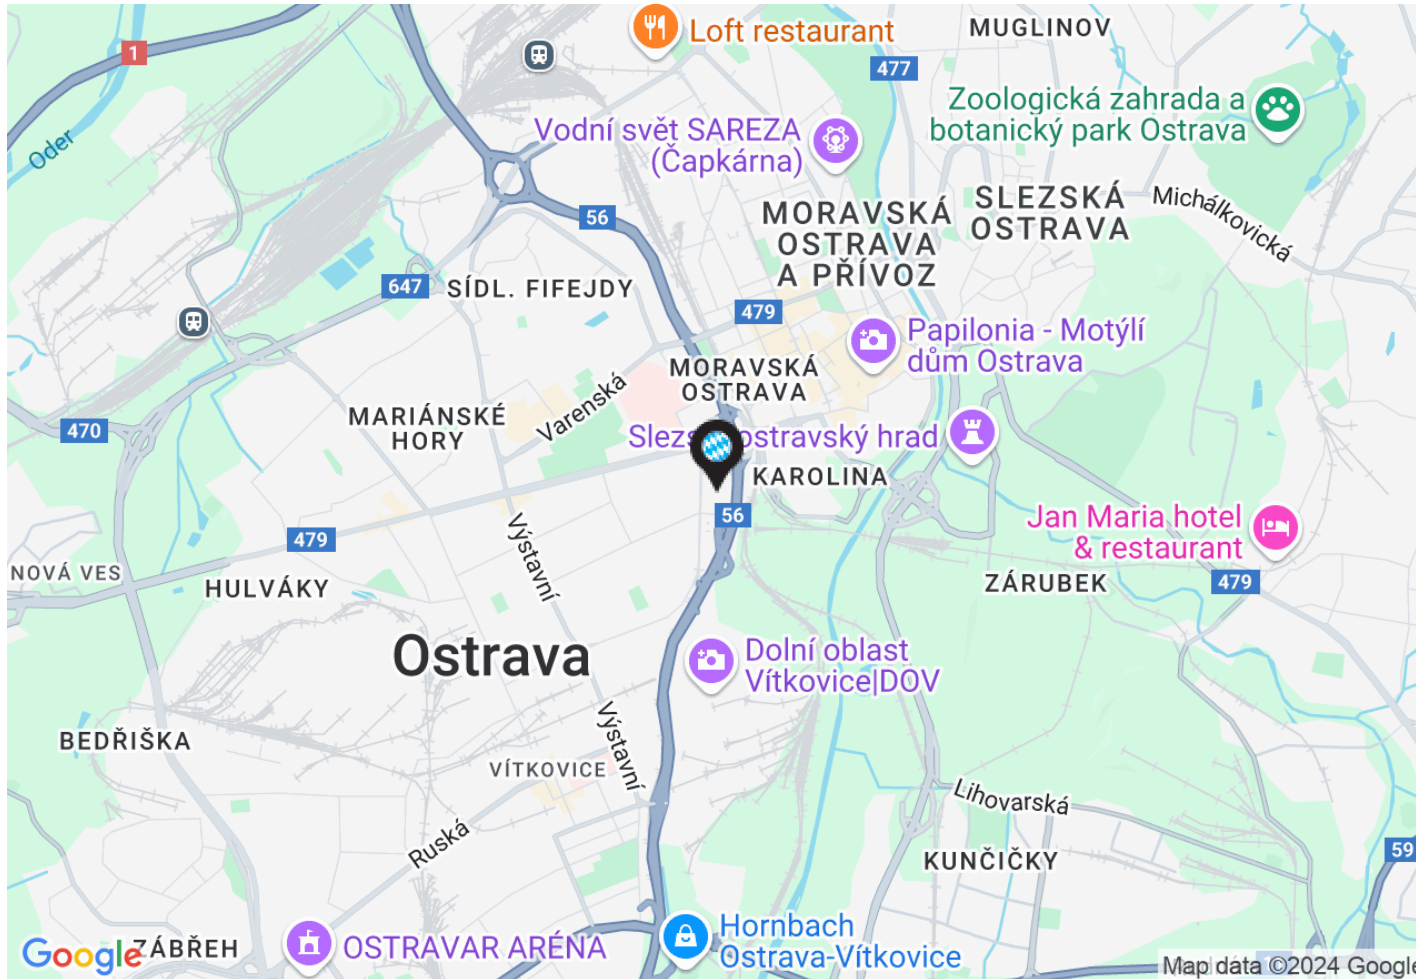 Loft restaurant
MUGLINOV
1
477
Zoologická zahrada a
botanický park Ostrava
Oder
Vodní svět SAREZA
(Čapkárna)
56
MORAVSKÁ
OSTRAVA
A PŘÍVOZ
SLEZSKÁ
OSTRAVA
Michálkovická
647
SÍDL. FIFEJDY
479
Papilonia - Motýlí
dům Ostrava
MORAVSKÁ
OSTRAVA
Varenská
MARIÁNSKÉ
HORY
470
ostravský hrad
KAROLINA
56
Jan Maria hotel
& restaurant
479
Výstavní
NOVÁ VES
HULVÁKY
ZÁRUBEK
479
Ostrava
Dolní oblast
Vítkovice|DOV
BEDŘIŠKA
Výstavní
VÍTKOVICE
Lihovarská
Ruská
KUNČIČKY
59
Hornbach
Ostrava-Vítkovice
Google
ZÁBŘEH
OSTRAVAR ARÉNA
Map data ©2024 Google